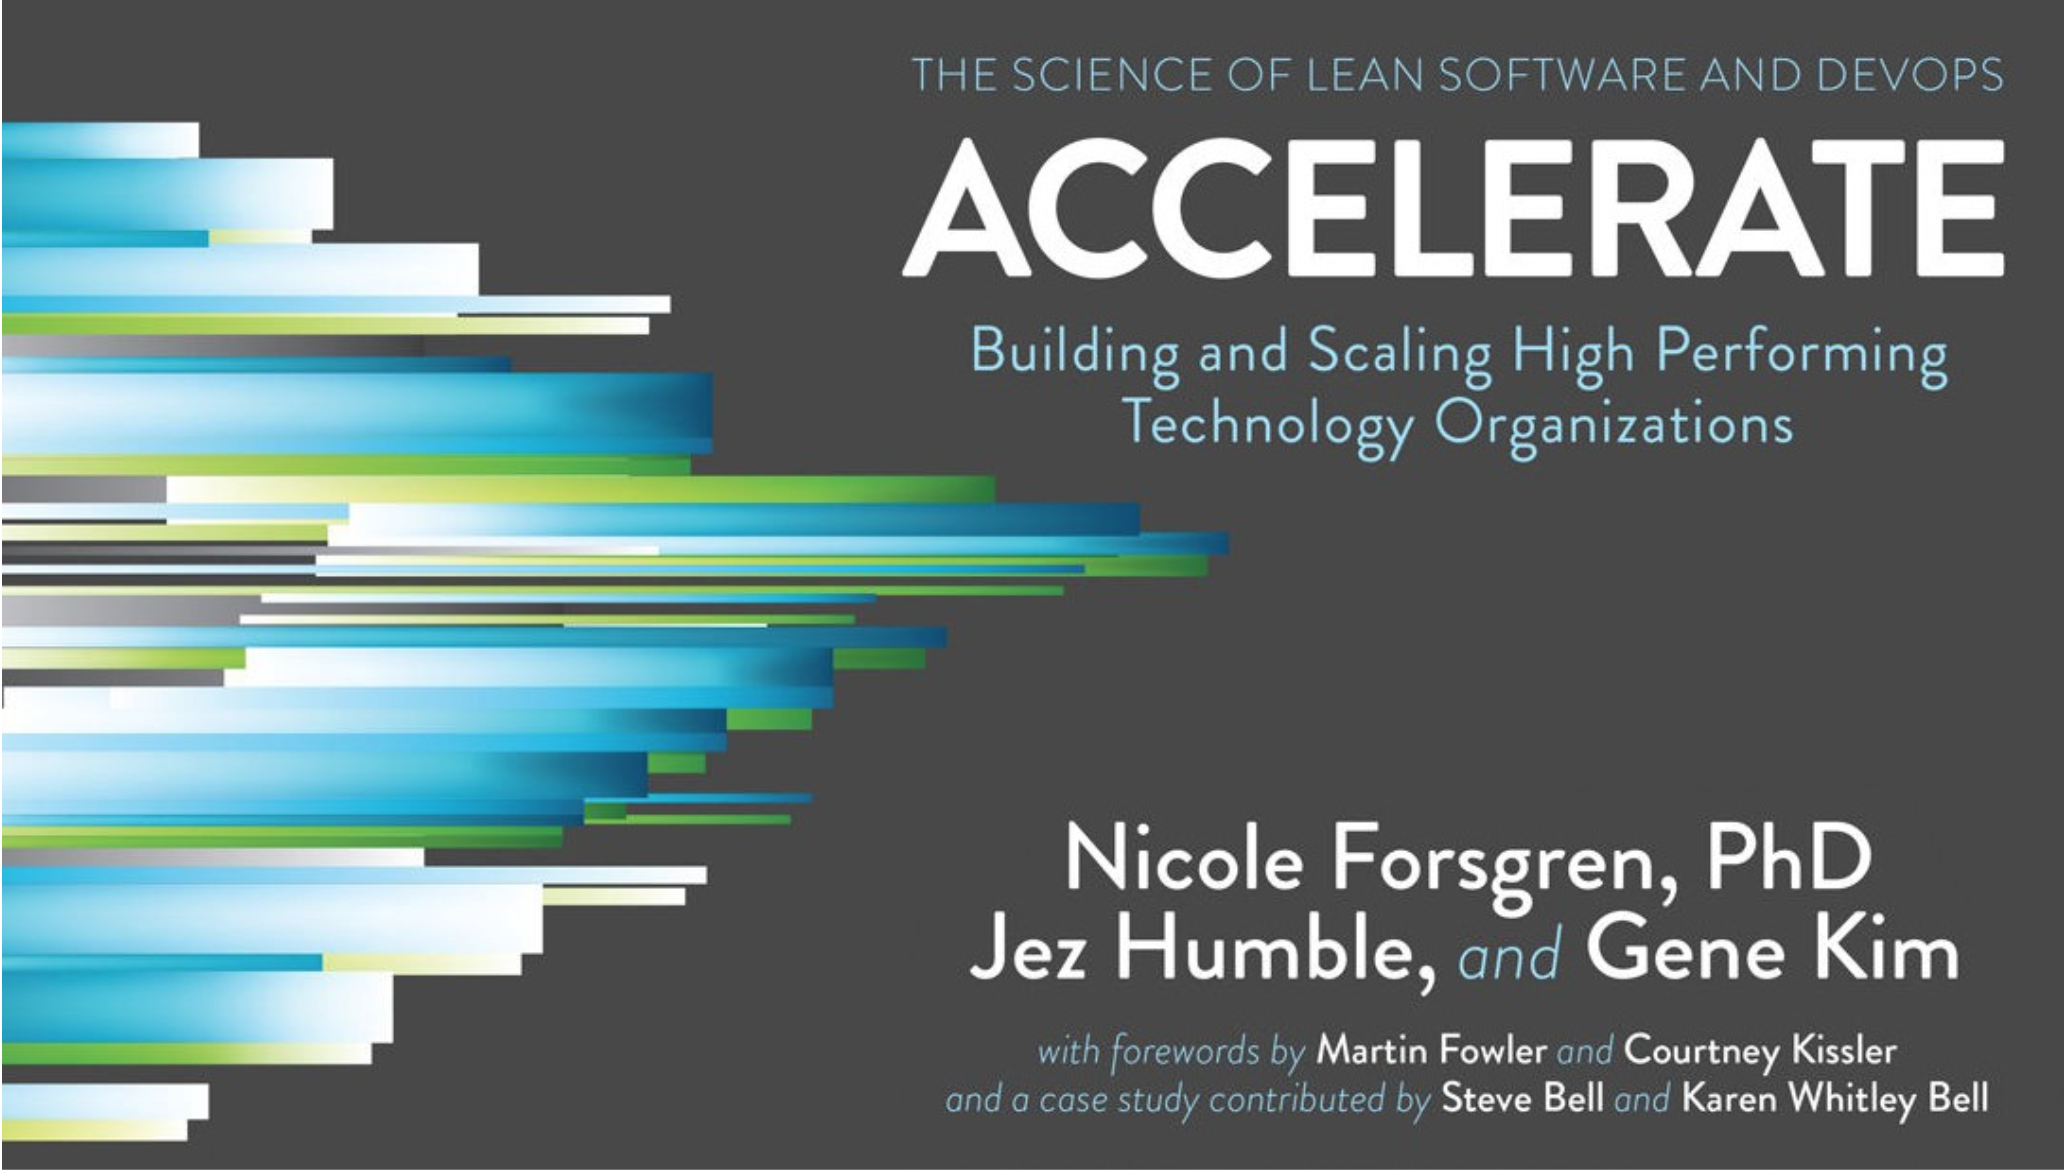 THE SCIENCE OF LEAN SOFTWARE AND DEVOPS
ACCELERATE
Building and Scaling High Performing
Technology Organizations
Nicole Forsgren, PhD
Jez Humble, and Gene Kim
with forewords by Martin Fowler and Courtney Kissler
and a case study contributed by Steve Bell and Karen Whitley Bell